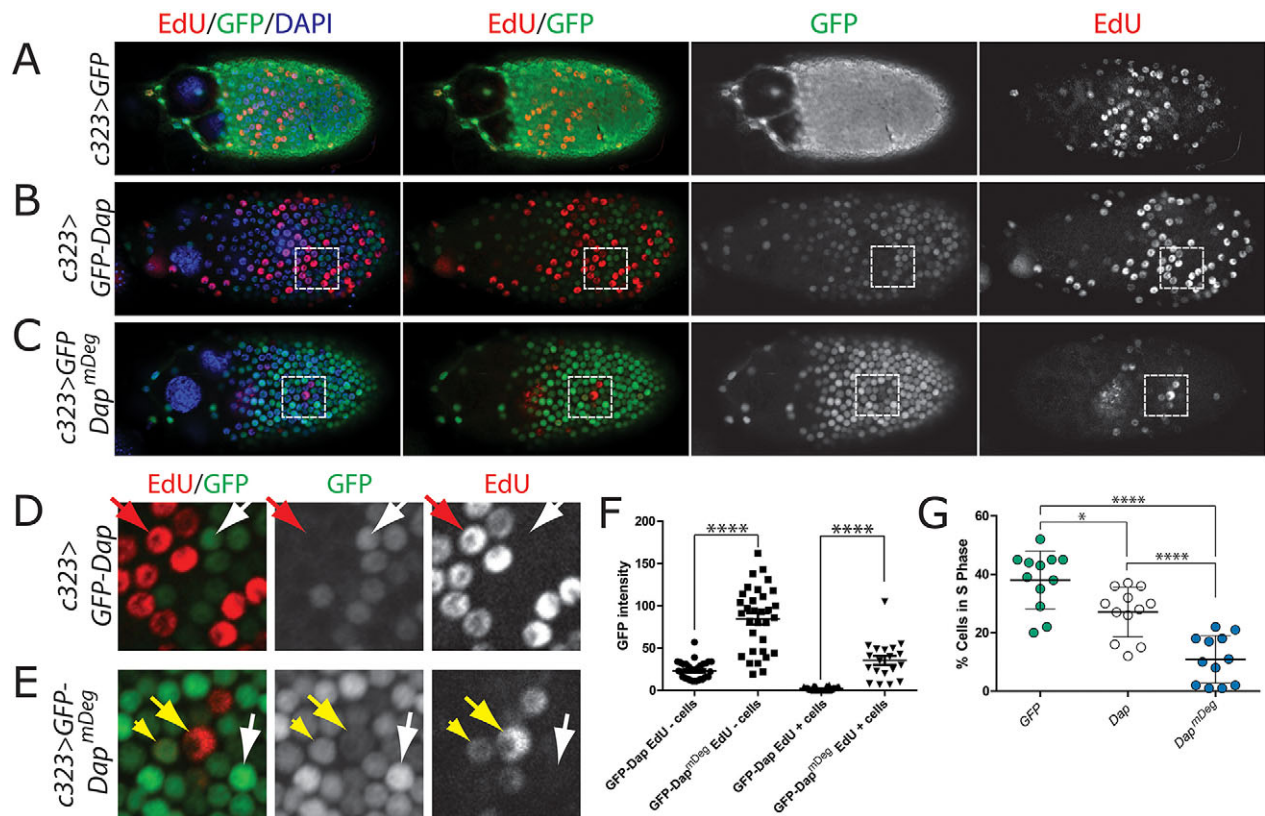 EdU/GFP/DAPI EdU/GFP GFP EdU
A
c323>GFP
B
c323>
GFP-Dap
C
c323>GFP
Dap mDeg
EdU/GFP GFP EdU
D
c323>
GFP-Dap
E
c323>GFP-
Dap mDeg
F
GFP intensity
200
150
100
50
0
**** ****
GFP-Dap EdU - cells
GFP-Dap mDeg EdU - cells
GFP-Dap EdU + cells
GFP-Dap mDeg EdU + cells
G
% Cells in S Phase
60
40
20
0
****
*
****
GFP
Dap
Dap mDeg